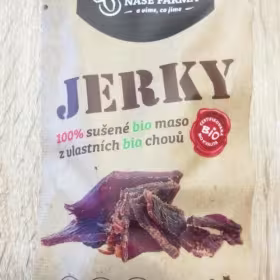 NAŠE FARMA
a víme, co jíme
JERKY
100% sušené bio maso
z vlastních bio chovů
BIO